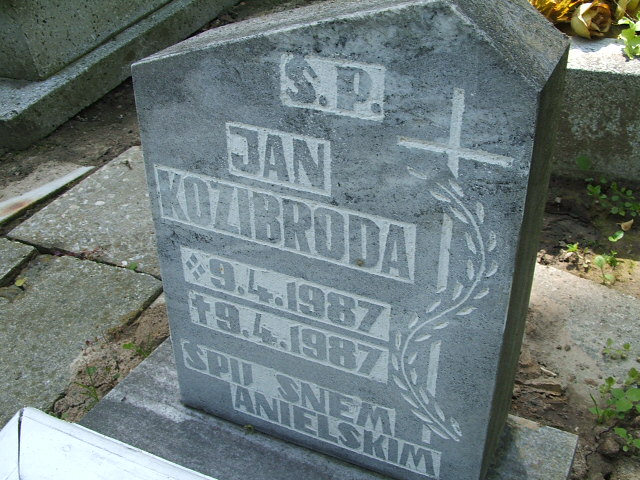 Ś.P.
JAN
KOZIBRODA
9.4.1987
✝9.4.1987
ŚPIJ SNEM
ANIELSKIM